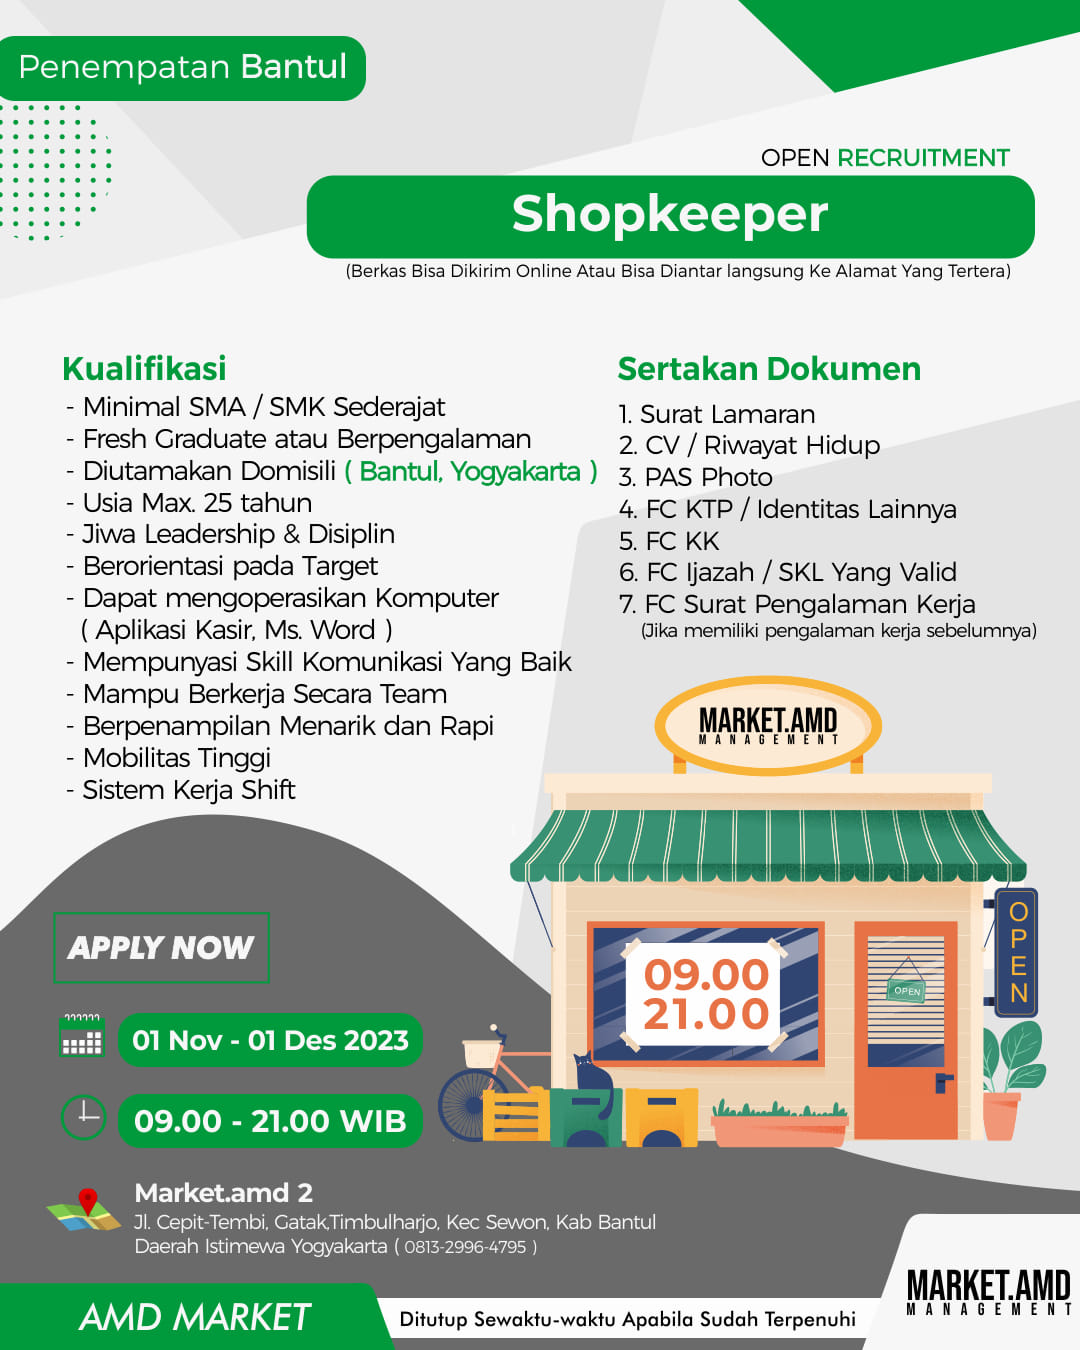 Penempatan Bantul
OPEN RECRUITMENT
Shopkeeper
(Berkas Bisa Dikirim Online Atau Bisa Diantar langsung Ke Alamat Yang Tertera)
Kualifikasi
- Minimal SMA / SMK Sederajat
- Fresh Graduate atau Berpengalaman
- Diutamakan Domisili ( Bantul, Yogyakarta )
- Usia Max. 25 tahun
- Jiwa Leadership & Disiplin
- Berorientasi pada Target
- Dapat mengoperasikan Komputer
( Aplikasi Kasir, Ms. Word )
- Mempunyasi Skill Komunikasi Yang Baik
- Mampu Berkerja Secara Team
- Berpenampilan Menarik dan Rapi
- Mobilitas Tinggi
- Sistem Kerja Shift
Sertakan Dokumen
1. Surat Lamaran
2. CV / Riwayat Hidup
3. PAS Photo
4. FC KTP / Identitas Lainnya
5. FC KK
6. FC Ijazah / SKL Yang Valid
7. FC Surat Pengalaman Kerja
(Jika memiliki pengalaman kerja sebelumnya)
MARKET.AMD
MANAGEMENT
09.00
21.00
OPEN
OPEN
APPLY NOW
01 Nov - 01 Des 2023
09.00 - 21.00 WIB
Market.amd 2
Jl. Cepit-Tembi, Gatak,Timbulharjo, Kec Sewon, Kab Bantul
Daerah Istimewa Yogyakarta ( 0813-2996-4795 )
AMD MARKET
Ditutup Sewaktu-waktu Apabila Sudah Terpenuhi
MARKET.AMD
MANAGEMENT